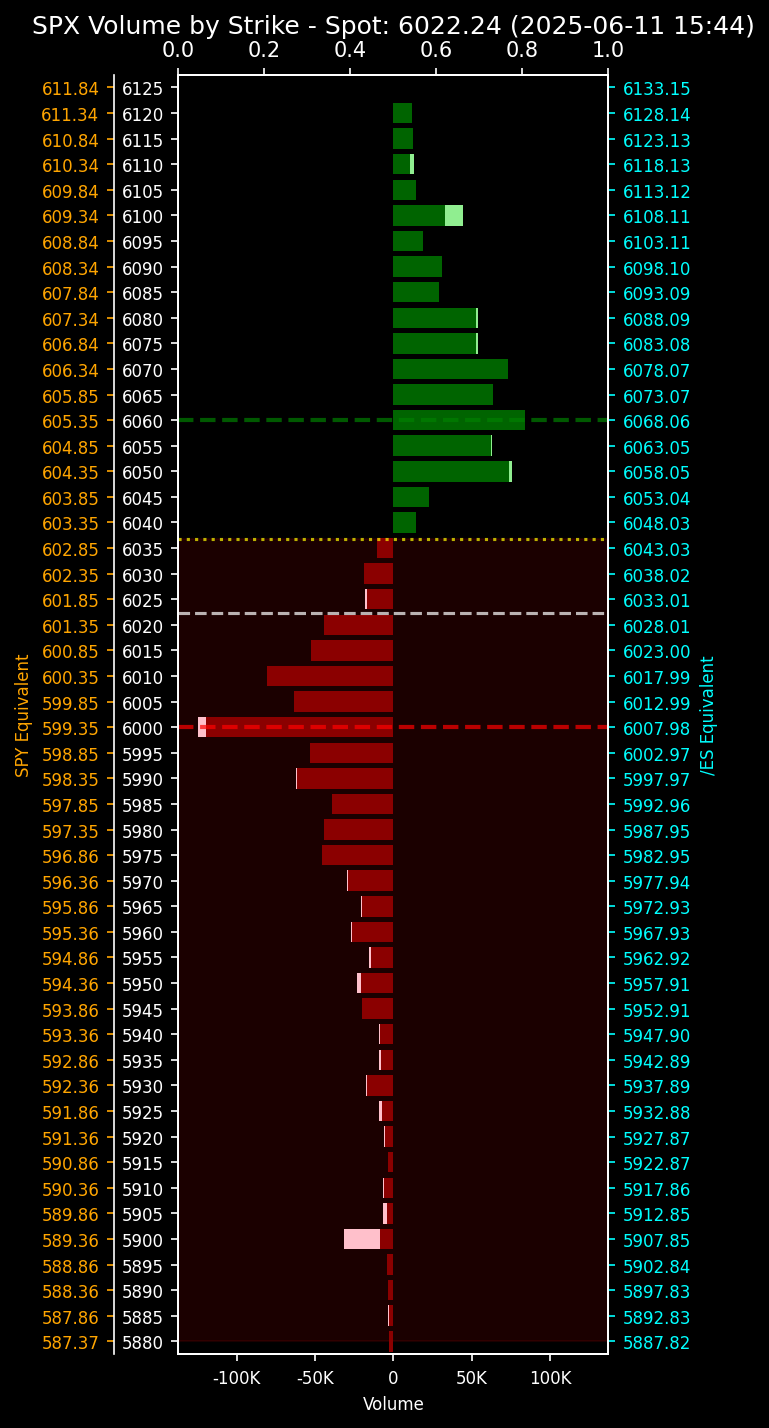 SPX Volume by Strike - Spot: 6022.24 (2025-06-11 15:44)
0.0 0.2 0.4 0.6 0.8 1.0
611.84 6125 6133.15
611.34 6120 6128.14
610.84 6115 6123.13
610.34 6110 6118.13
609.84 6105 6113.12
609.34 6100 6108.11
608.84 6095 6103.11
608.34 6090 6098.10
607.84 6085 6093.09
607.34 6080 6088.09
606.84 6075 6083.08
606.34 6070 6078.07
605.85 6065 6073.07
605.35 6060 6068.06
604.85 6055 6063.05
604.35 6050 6058.05
603.85 6045 6053.04
603.35 6040 6048.03
602.85 6035 6043.03
602.35 6030 6038.02
601.85 6025 6033.01
601.35 6020 6028.01
600.85 6015 6023.00
600.35 6010 6017.99
599.85 6005 6012.99
599.35 6000 6007.98
598.85 5995 6002.97
598.35 5990 5997.97
597.85 5985 5992.96
597.35 5980 5987.95
596.86 5975 5982.95
596.36 5970 5977.94
595.86 5965 5972.93
595.36 5960 5967.93
594.86 5955 5962.92
594.36 5950 5957.91
593.86 5945 5952.91
593.36 5940 5947.90
592.86 5935 5942.89
592.36 5930 5937.89
591.86 5925 5932.88
591.36 5920 5927.87
590.86 5915 5922.87
590.36 5910 5917.86
589.86 5905 5912.85
589.36 5900 5907.85
588.86 5895 5902.84
588.36 5890 5897.83
587.86 5885 5892.83
587.37 5880 5887.82
SPY Equivalent
/ES Equivalent
-100K -50K 0 50K 100K
Volume